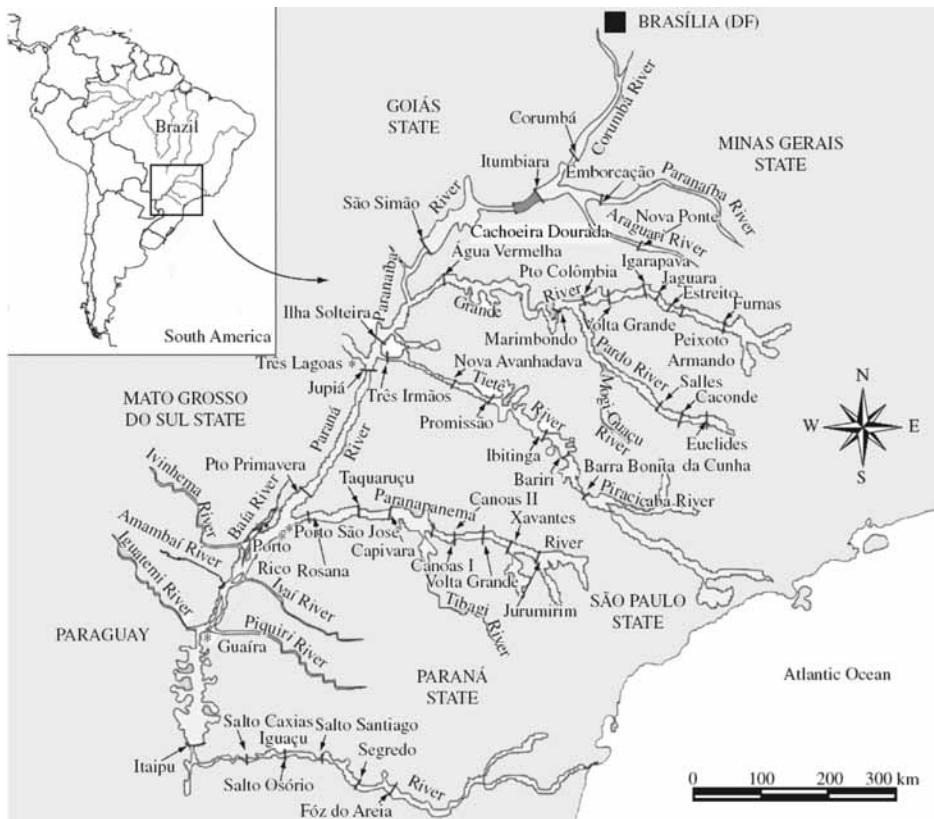 BRASÍLIA (DF)
Brazil
South America
GOIÁS
STATE
Corumbá
Corumbá River
Itumbiara
MINAS GERAIS
STATE
Emborcação
Paranaíba River
São Simão
River
Paranaíba
Cachoeira Dourada
Nova Ponte
Araguari River
Água Vermelha
Igarapava
Pto Colômbia
Jaguara
Estreito
Furnas
Grande
River
Ilha Solteira
Marimbondo
Volta Grande
Peixoto
Armando
Três Lagoas *
Nova Avanhadava
Pardo River
Salles
Jupiá
Três Irmãos
Tietê
Caconde
MATO GROSSO
DO SUL STATE
Promissão
River
Mogi-Guaçu
River
Euclides
da Cunha
Paraná
River
Ibitinga
Bariri
Barra Bonita
Piracicaba River
N
W
E
S
Ivinhema
River
Pto Primavera
Baía River
Taquaruçu
Paranapanema
Canoas II
Xavantes
River
Amambaí River
Porto
Rico
Porto São José
Rosana
Capivara
Canoas I
Volta Grande
Jurumirim
Iguatemi River
Ivaí River
Tibagi
River
SÃO PAULO
STATE
PARAGUAY
Piquiri River
Guaíra
PARANÁ
STATE
Atlantic Ocean
Salto Caxias
Salto Santiago
Iguaçu
Segredo
Itaipu
Salto Osório
River
Fóz do Areia
0 100 200 300 km